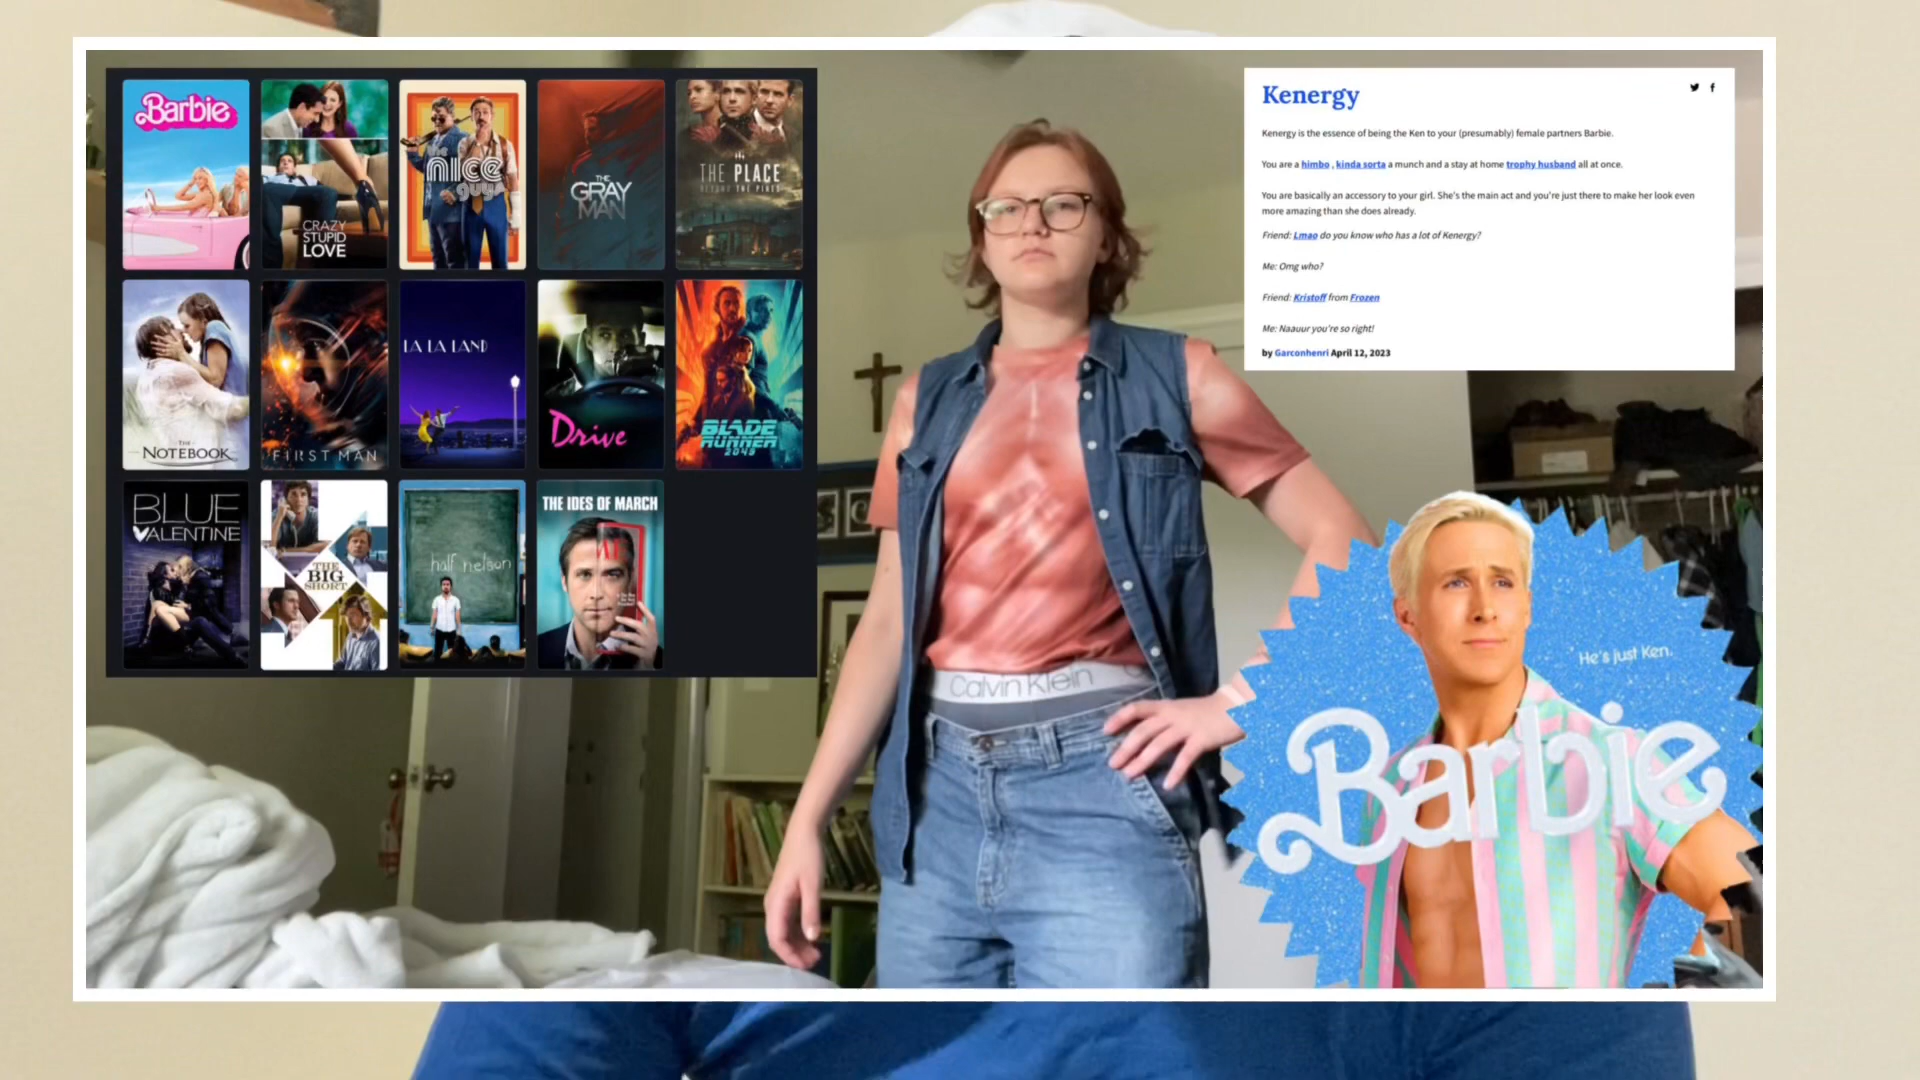 Barbie
CRAZY
STUPID
LOVE
the
nice
guys
THE
GRAY
MAN
THE PLACE
BEYOND THE PINES
THE
NOTEBOOK
FIRST MAN
LA LA LAND
Drive
BLADE
RUNNER
2049
BLUE
VALENTINE
THE
BIG
SHORT
half nelson
THE IDES OF MARCH
Kenergy
Kenergy is the essence of being the Ken to your (presumably) female partners Barbie.
You are a himbo , kinda sorta a munch and a stay at home trophy husband all at once.
You are basically an accessory to your girl. She's the main act and you're just there to make her look even
more amazing than she does already.
Friend: Lmao do you know who has a lot of Kenergy?
Me: Omg who?
Friend: Kristoff from Frozen
Me: Naauur you're so right!
by Garconhenri April 12, 2023
Calvin Klein
He's just Ken.
Barbie